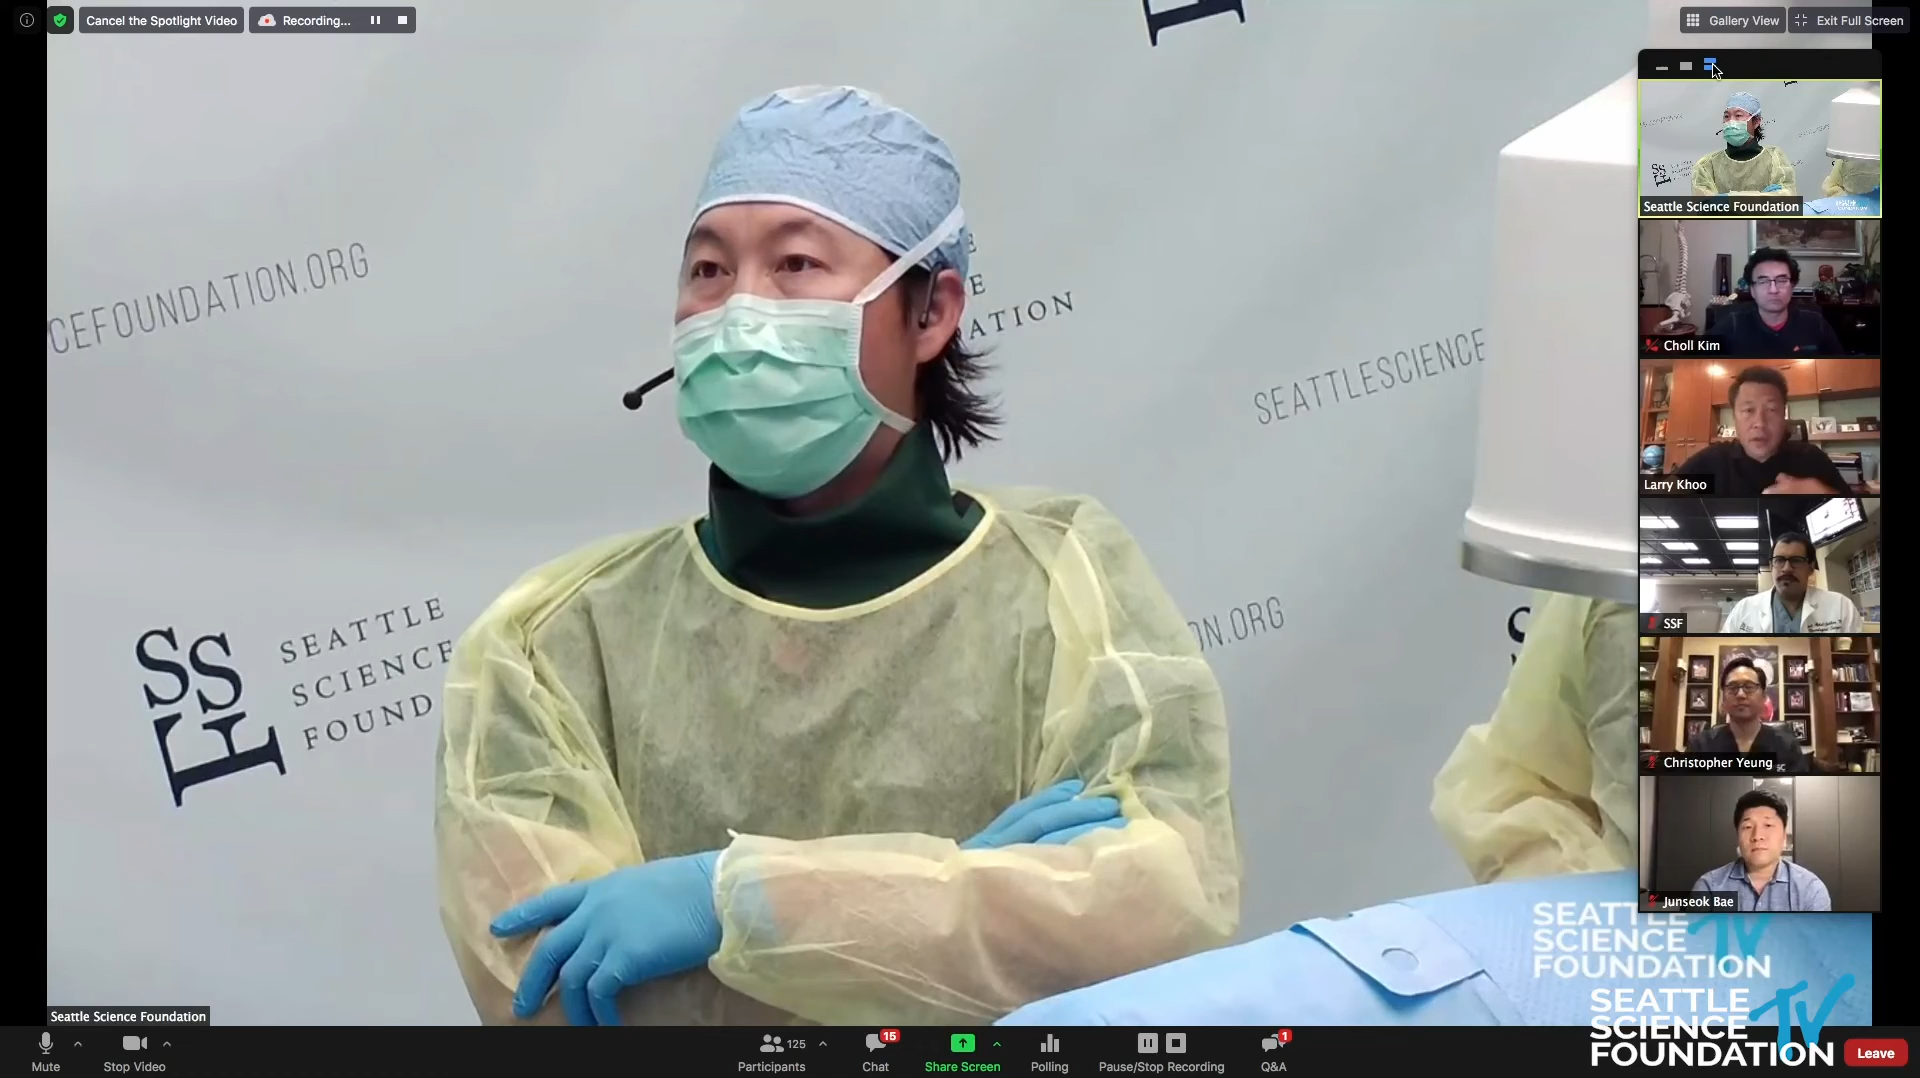 Cancel the Spotlight Video
Recording...
Gallery View
Exit Full Screen
Seattle Science Foundation
Choll Kim
Larry Khoo
SSF
Christopher Yeung
Junseok Bae
CEFOUNDATION.ORG
E
E
ATION
SEATTLESCIENCE
SSF
SEATTLE
SCIENCE
FOUND
ON.ORG
SEATTLE
SCIENCE TV
FOUNDATION
SEATTLE
SCIENCE TV
FOUNDATION
Seattle Science Foundation
Mute
Stop Video
125
Participants
15
Chat
Share Screen
Polling
Pause/Stop Recording
1
Q&A
Leave